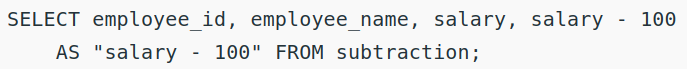 SELECT employee_id, employee_name, salary, salary - 100
AS "salary - 100" FROM subtraction;